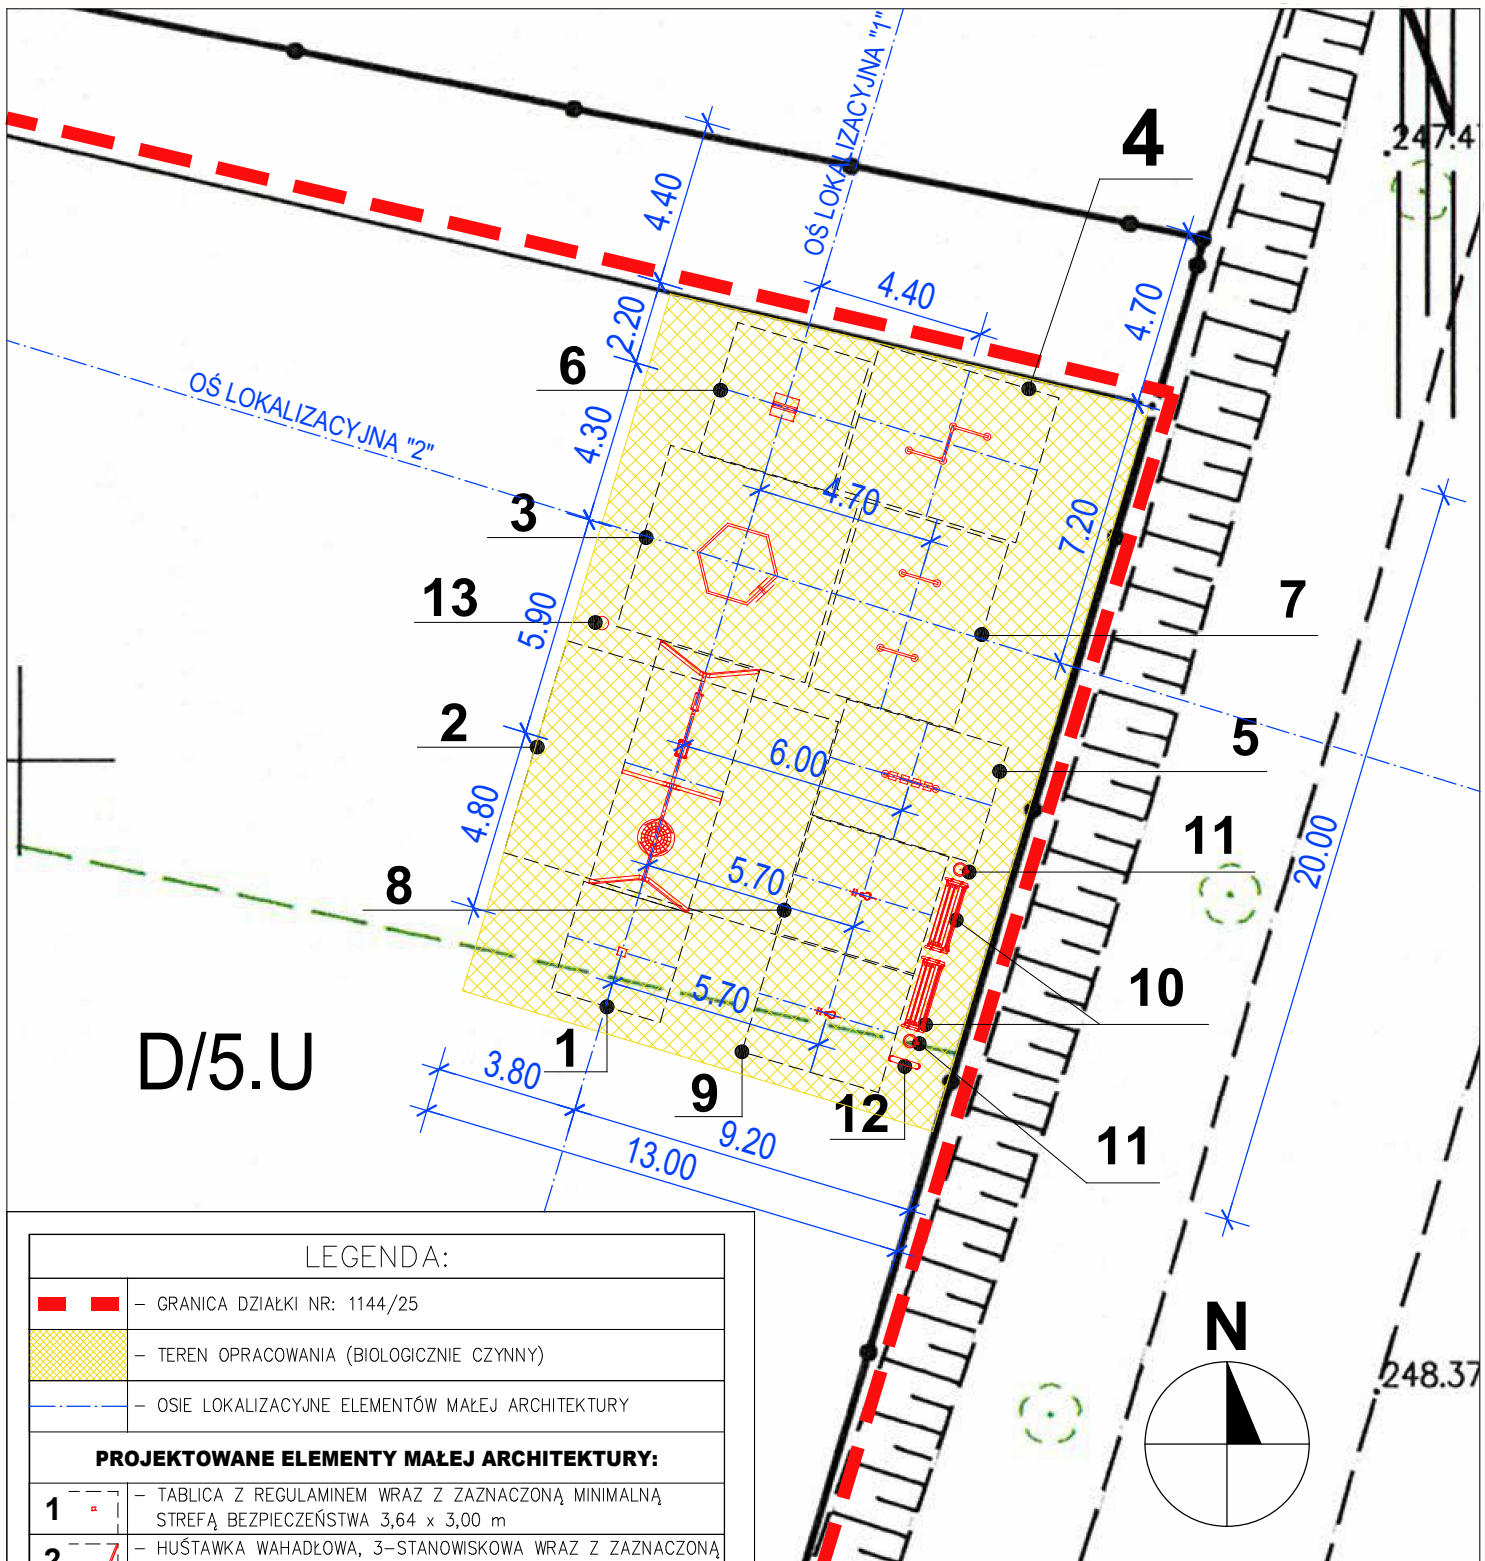 OŚ LOKALIZACYJNA "1"
247.4
4
4.40
4.40
4.70
2.20
6
OŚ LOKALIZACYJNA "2"
4.30
4.70
3
7.20
13
5.90
7
2
5
6.00
4.80
11
20.00
5.70
8
10
5.70
D/5.U
1
3.80
9
12
9.20
11
13.00
LEGENDA:
- GRANICA DZIAŁKI NR: 1144/25
- TEREN OPRACOWANIA (BIOLOGICZNIE CZYNNY)
- OSIE LOKALIZACYJNE ELEMENTÓW MAŁEJ ARCHITEKTURY
PROJEKTOWANE ELEMENTY MAŁEJ ARCHITEKTURY:
1 - TABLICA Z REGULAMINEM WRAZ Z ZAZNACZONĄ MINIMALNĄ
STREFĄ BEZPIECZEŃSTWA 3,64 x 3,00 m
2 - HUŚTAWKA WAHADŁOWA, 3-STANOWISKOWA WRAZ Z ZAZNACZONĄ
N
248.37